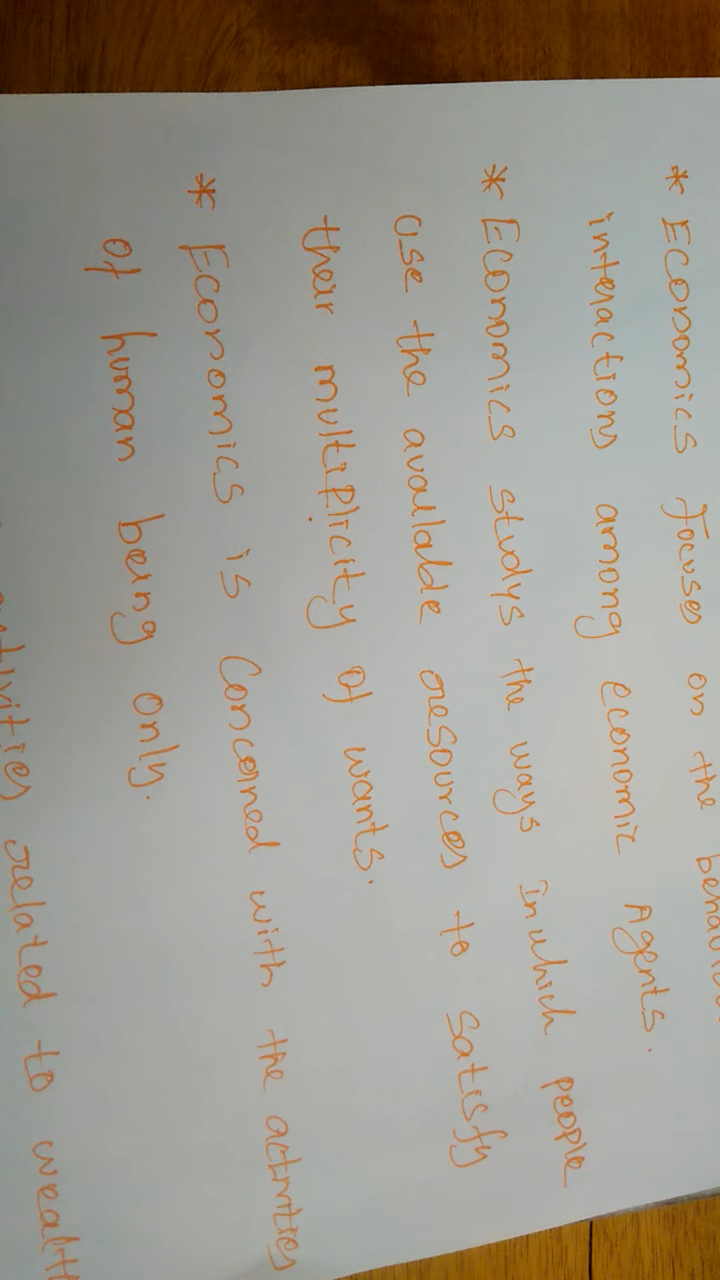 * Economics focuses on the
interactions among economic Agents.
* Economics studys the ways in which people
use the available resources to satisfy
their multiplicity of wants.
* Economics is concerned with the activities
of human being only.
related to wealth